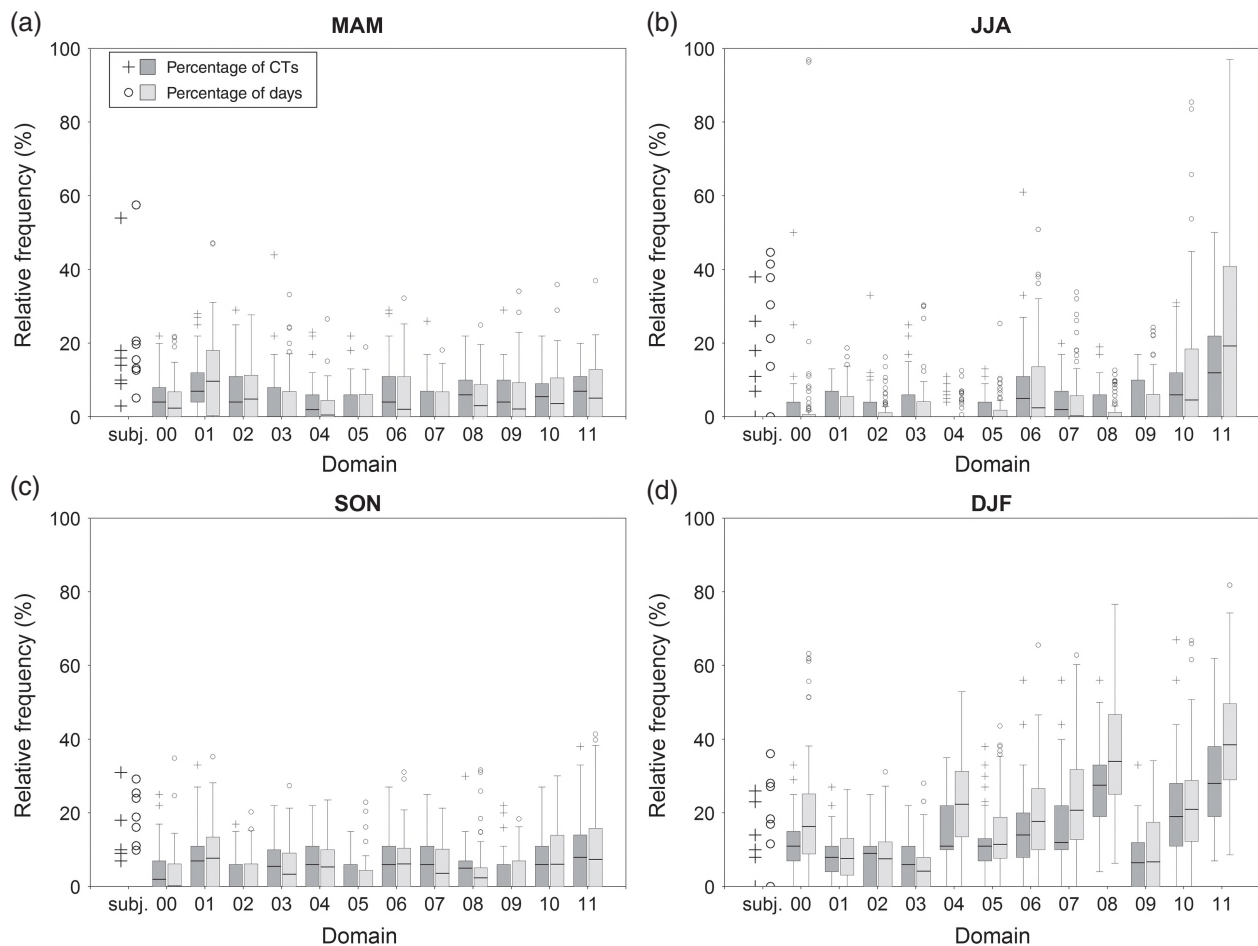 (a) MAM
Relative frequency (%)
100
80
60
40
20
0
Percentage of CTs
Percentage of days
subj. 00 01 02 03 04 05 06 07 08 09 10 11
Domain
(b) JJA
Relative frequency (%)
100
80
60
40
20
0
subj. 00 01 02 03 04 05 06 07 08 09 10 11
Domain
(c) SON
Relative frequency (%)
100
80
60
40
20
0
subj. 00 01 02 03 04 05 06 07 08 09 10 11
Domain
(d) DJF
Relative frequency (%)
100
80
60
40
20
0
subj. 00 01 02 03 04 05 06 07 08 09 10 11
Domain